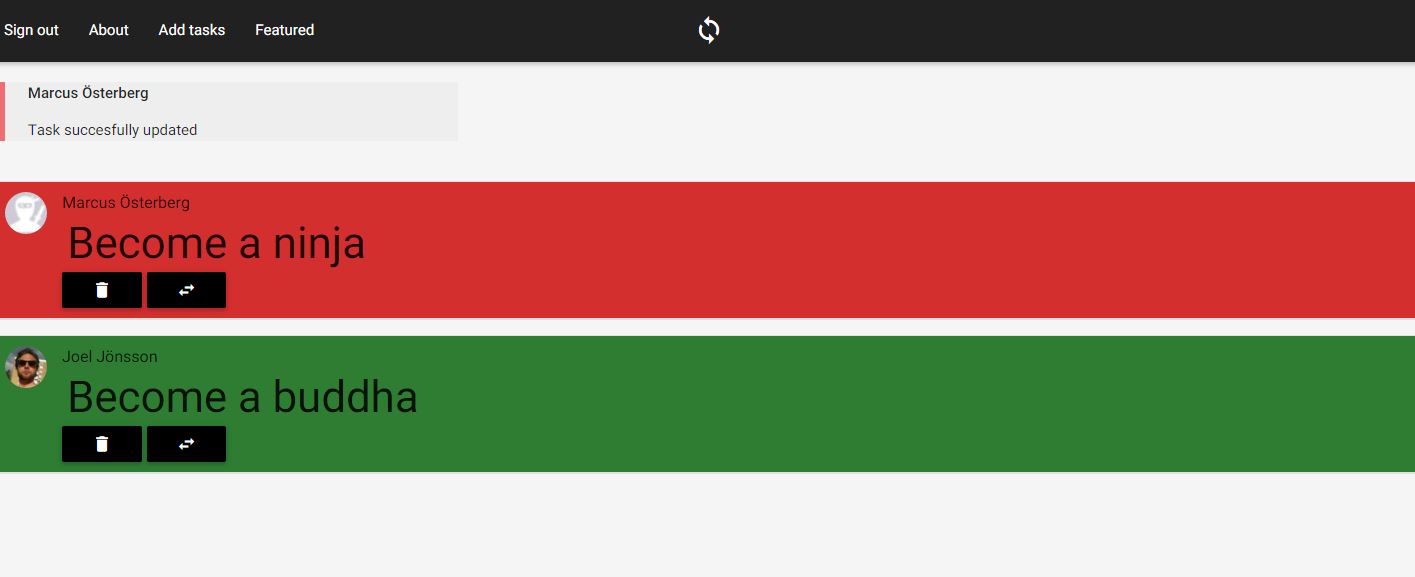 Sign out About Add tasks Featured
Marcus Österberg
Task succesfully updated
Marcus Österberg
Become a ninja
Joel Jönsson
Become a buddha